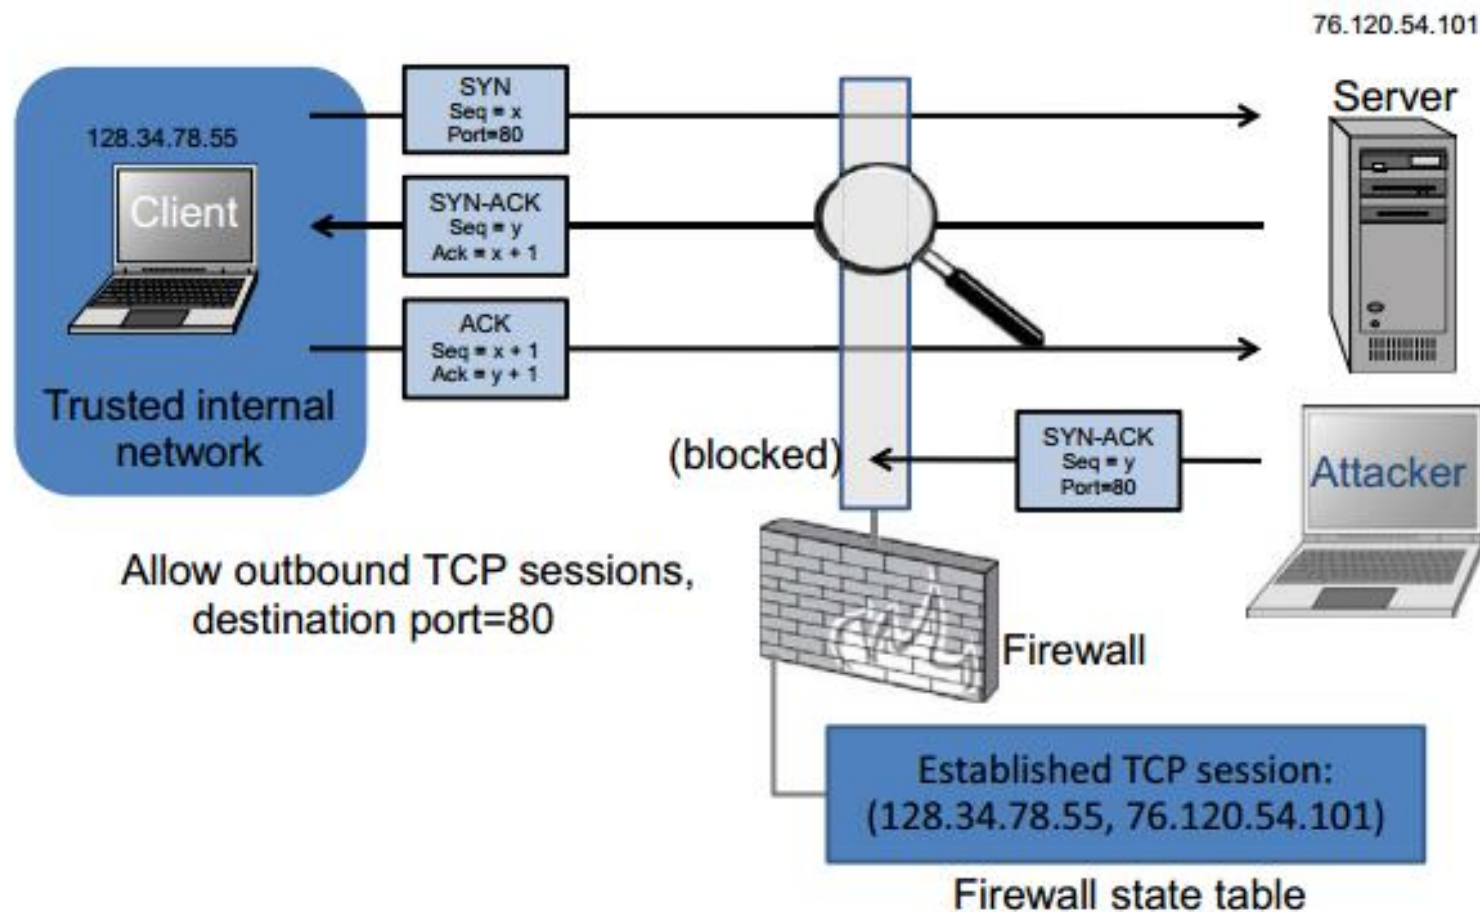 76.120.54.101
Server
SYN
Seq = x
Port=80
128.34.78.55
Client
SYN-ACK
Seq = y
Ack = x + 1
ACK
Seq = x + 1
Ack = y + 1
Trusted internal
network
(blocked)
SYN-ACK
Seq = y
Port=80
Attacker
Allow outbound TCP sessions,
destination port=80
Firewall
Established TCP session:
(128.34.78.55, 76.120.54.101)
Firewall state table